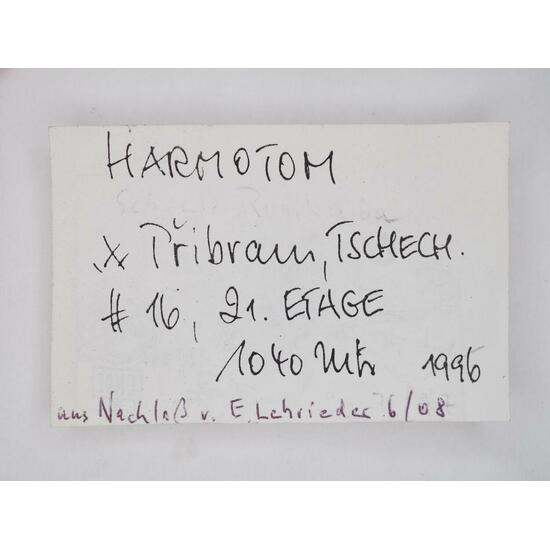 HARMOTOM
Příbram, TSCHECH.
# 16, 21. ETAGE
1040 Mtr 1996
aus Nachlaß v. E. Lehrieder 6/08